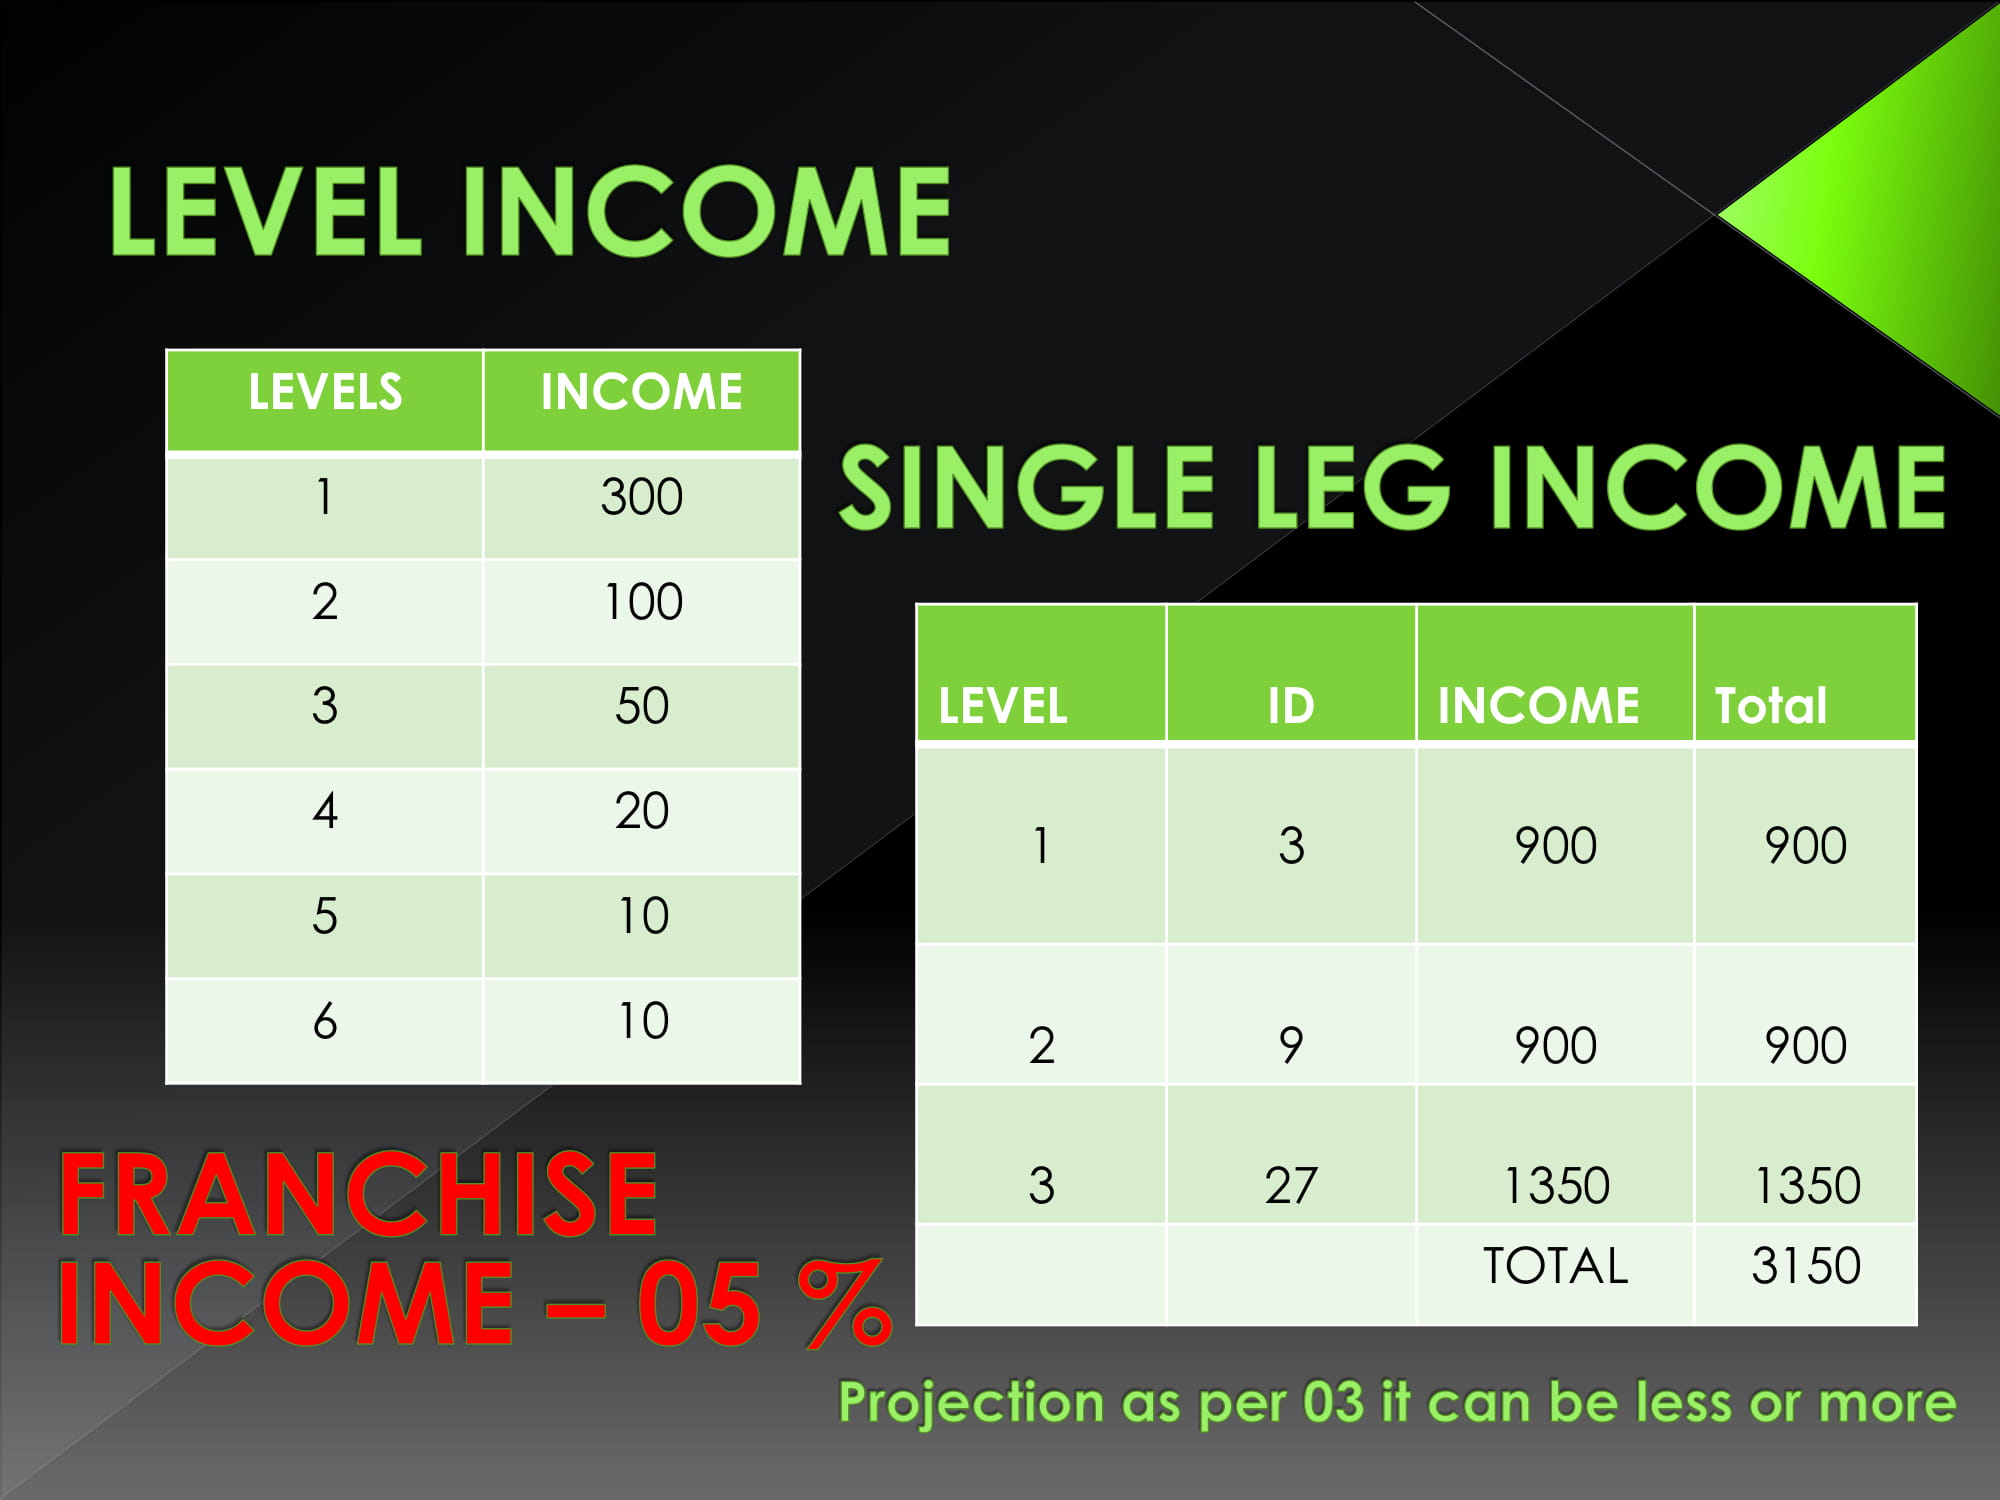 LEVEL INCOME
LEVELS INCOME
1 300
2 100
3 50
4 20
5 10
6 10
SINGLE LEG INCOME
LEVEL ID INCOME Total
1 3 900 900
2 9 900 900
3 27 1350 1350
TOTAL 3150
FRANCHISE
INCOME – 05 %
Projection as per 03 it can be less or more